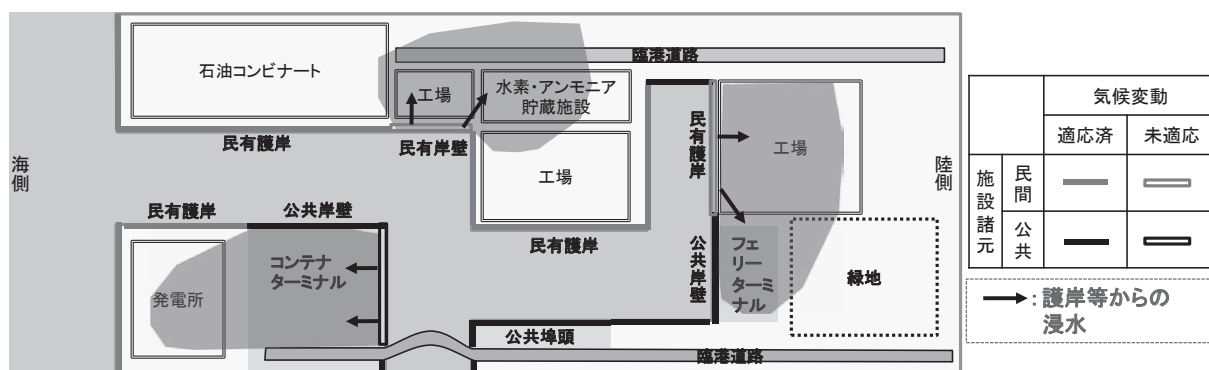 臨港道路
石油コンビナート
工場
水素・アンモニア
貯蔵施設
民有護岸
民有岸壁
民有護岸
工場
工場
海側
陸側
民有護岸
公共岸壁
民有護岸
公共岸壁
コンテナ
ターミナル
発電所
フェ
リー
ターミ
ナル
緑地
公共埠頭
臨港道路
気候変動
適応済
未適応
施設諸元
民間
公共
:護岸等からの
浸水